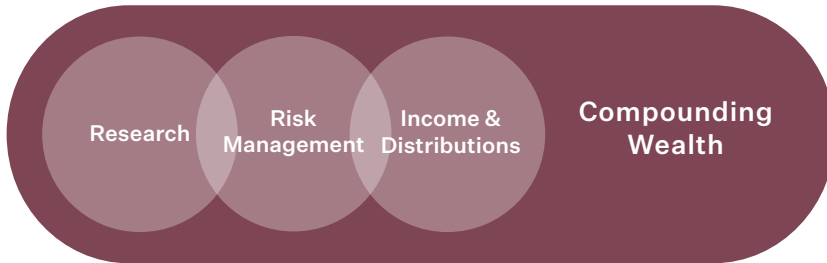 Research
Risk
Management
Income &
Distributions
Compounding
Wealth